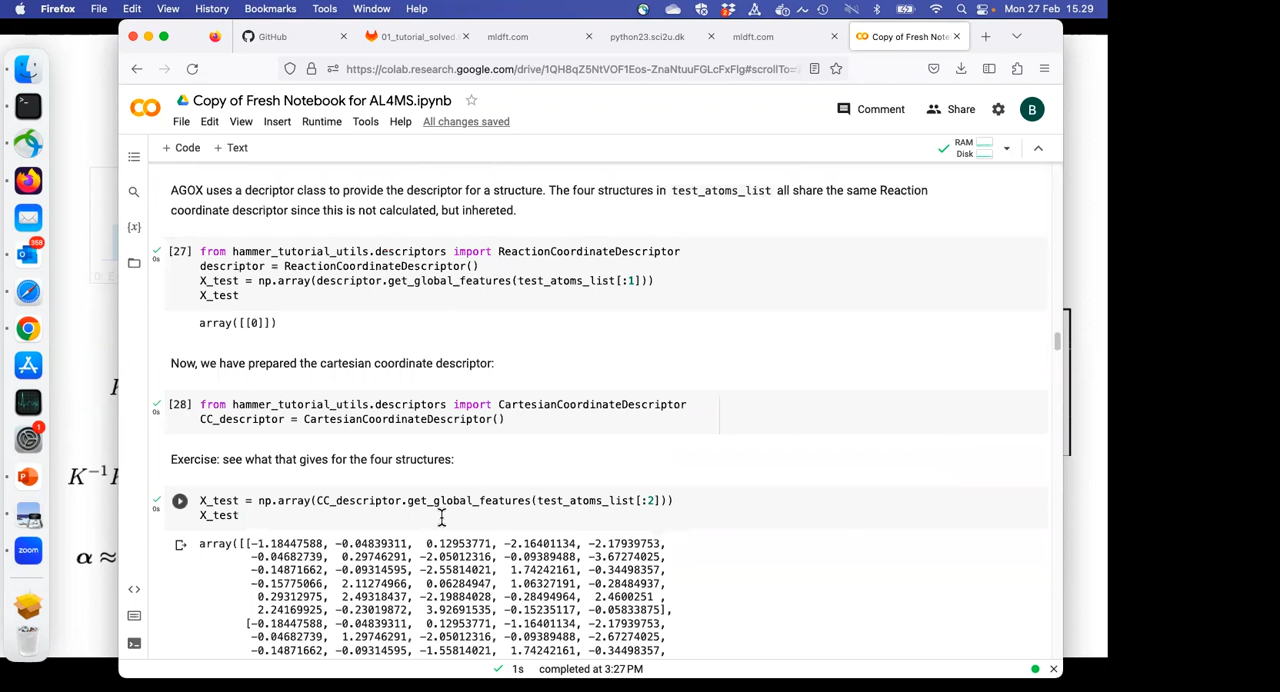 Firefox File Edit View History Bookmarks Tools Window Help Mon 27 Feb 15.29
GitHub 01_tutorial_solved. mldft.com python23.sci2u.dk mldft.com Copy of Fresh Note
https://colab.research.google.com/drive/1QH8qZ5NtVOF1Eos-ZnaNtuuFGLcFxFlg#scrollTo=
Copy of Fresh Notebook for AL4MS.ipynb
Comment Share B
File Edit View Insert Runtime Tools Help All changes saved
+ Code + Text
RAM
Disk
AGOX uses a decriptor class to provide the descriptor for a structure. The four structures in test_atoms_list all share the same Reaction
coordinate descriptor since this is not calculated, but inhereted.
[27] from hammer_tutorial_utils.descriptors import ReactionCoordinateDescriptor
0s
descriptor = ReactionCoordinateDescriptor()
X_test = np.array(descriptor.get_global_features(test_atoms_list[:1]))
X_test
array([[0]])
Now, we have prepared the cartesian coordinate descriptor:
[28] from hammer_tutorial_utils.descriptors import CartesianCoordinateDescriptor
0s
CC_descriptor = CartesianCoordinateDescriptor()
Exercise: see what that gives for the four structures:
X_test = np.array(CC_descriptor.get_global_features(test_atoms_list[:2]))
0s
X_test
array([[-1.18447588, -0.04839311, 0.12953771, -2.16401134, -2.17939753,
-0.04682739, 0.29746291, -2.05012316, -0.09389488, -3.67274025,
-0.14871662, -0.09314595, -2.55814021, 1.74242161, -0.34498357,
-0.15775066, 2.11274966, 0.06284947, 1.06327191, -0.28484937,
0.29312975, 2.49318437, -2.19884028, -0.28494964, 2.4600251 ,
2.24169925, -0.23019872, 3.92691535, -0.15235117, -0.05833875],
[-0.18447588, -0.04839311, 0.12953771, -1.16401134, -2.17939753,
-0.04682739, 1.29746291, -2.05012316, -0.09389488, -2.67274025,
-0.14871662, -0.09314595, -1.55814021, 1.74242161, -0.34498357,
1s completed at 3:27 PM
K⁻¹
α ≈
358
1
zoom